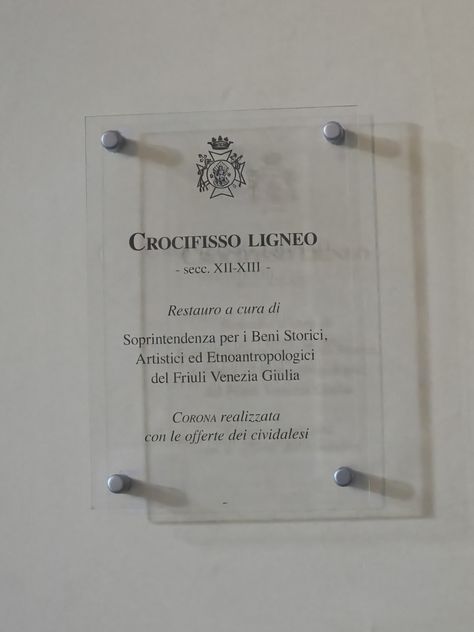 CROCIFISSO LIGNEO
- secc. XII-XIII -
Restauro a cura di
Soprintendenza per i Beni Storici,
Artistici ed Etnoantropologici
del Friuli Venezia Giulia
CORONA realizzata
con le offerte dei cividalesi